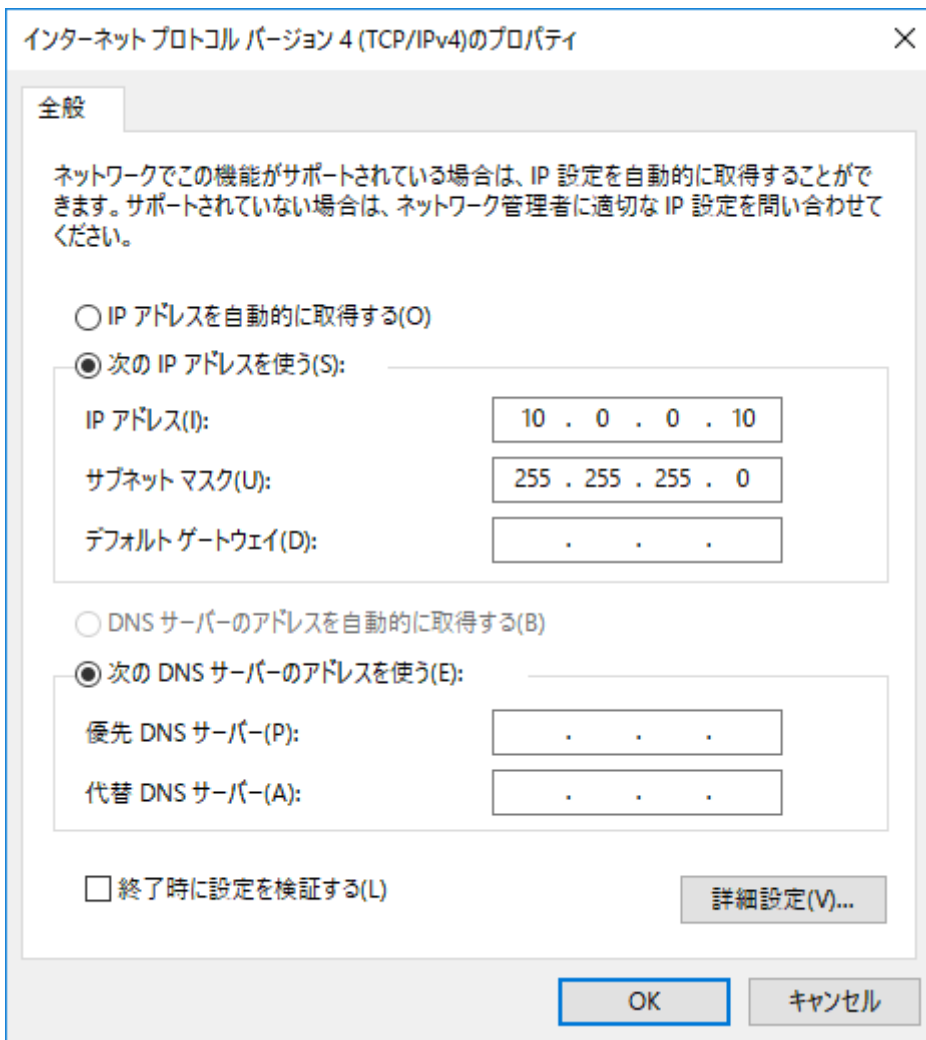 インターネット プロトコル バージョン 4 (TCP/IPv4)のプロパティ
全般
ネットワークでこの機能がサポートされている場合は、IP 設定を自動的に取得することがで
きます。サポートされていない場合は、ネットワーク管理者に適切な IP 設定を問い合わせて
ください。
IP アドレスを自動的に取得する(O)
次の IP アドレスを使う(S):
IP アドレス(I): 10 . 0 . 0 . 10
サブネット マスク(U): 255 . 255 . 255 . 0
デフォルト ゲートウェイ(D): . . .
DNS サーバーのアドレスを自動的に取得する(B)
次の DNS サーバーのアドレスを使う(E):
優先 DNS サーバー(P): . . .
代替 DNS サーバー(A): . . .
終了時に設定を検証する(L)
詳細設定(V)...
OK キャンセル